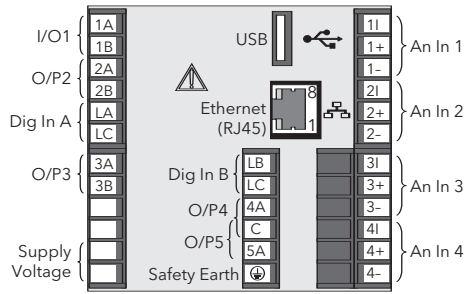 I/O1
1A
1B
O/P2
2A
2B
Dig In A
LA
LC
O/P3
3A
3B
Supply
Voltage
USB
Ethernet
(RJ45)
8
1
Dig In B
LB
LC
O/P4
4A
C
O/P5
5A
Safety Earth
1I
1+
1–
An In 1
2I
2+
2–
An In 2
3I
3+
3–
An In 3
4I
4+
4–
An In 4